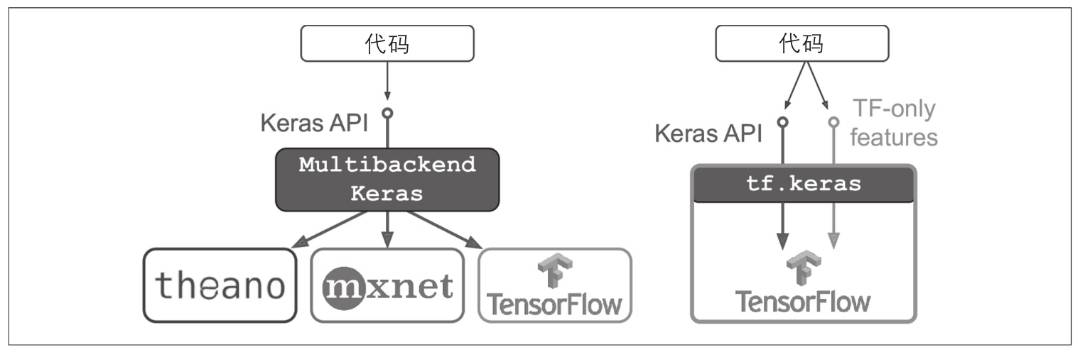 代码
Keras API
Multibackend
Keras
theano
mxnet
TensorFlow
代码
Keras API
TF-only
features
tf.keras
TensorFlow